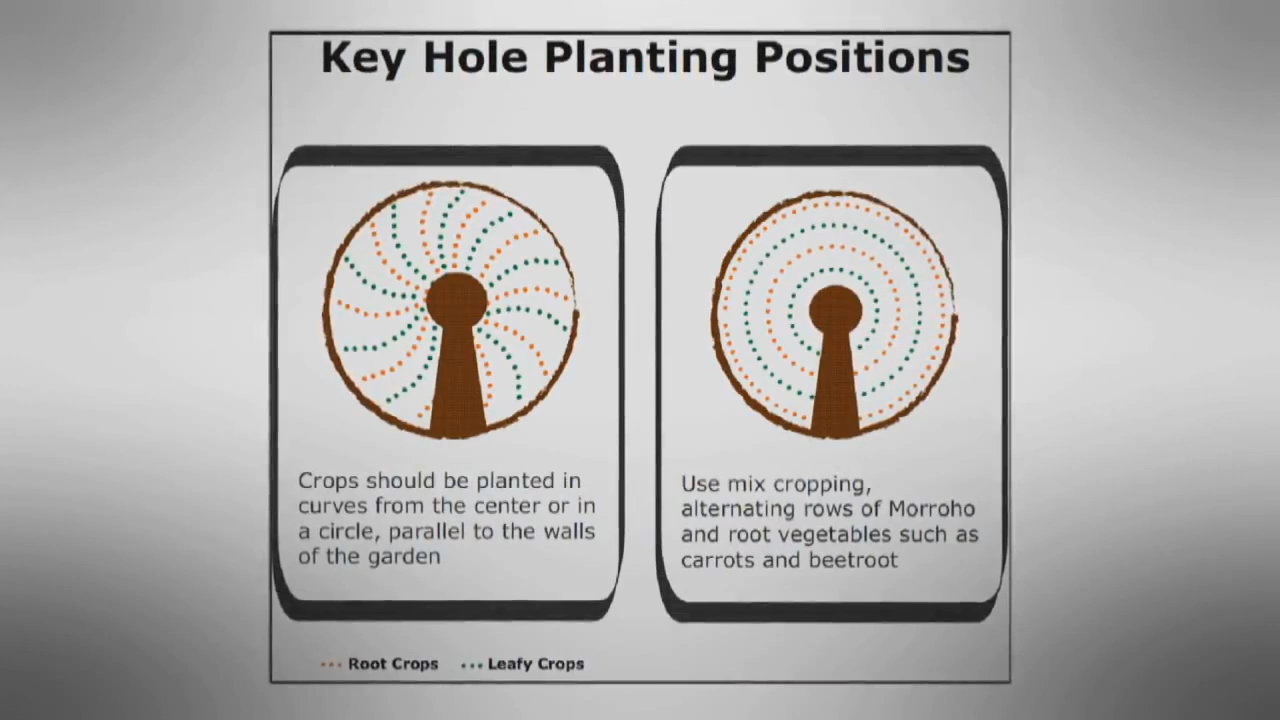 Key Hole Planting Positions
Crops should be planted in
curves from the center or in
a circle, parallel to the walls
of the garden
Use mix cropping,
alternating rows of Morroho
and root vegetables such as
carrots and beetroot
Root Crops
Leafy Crops